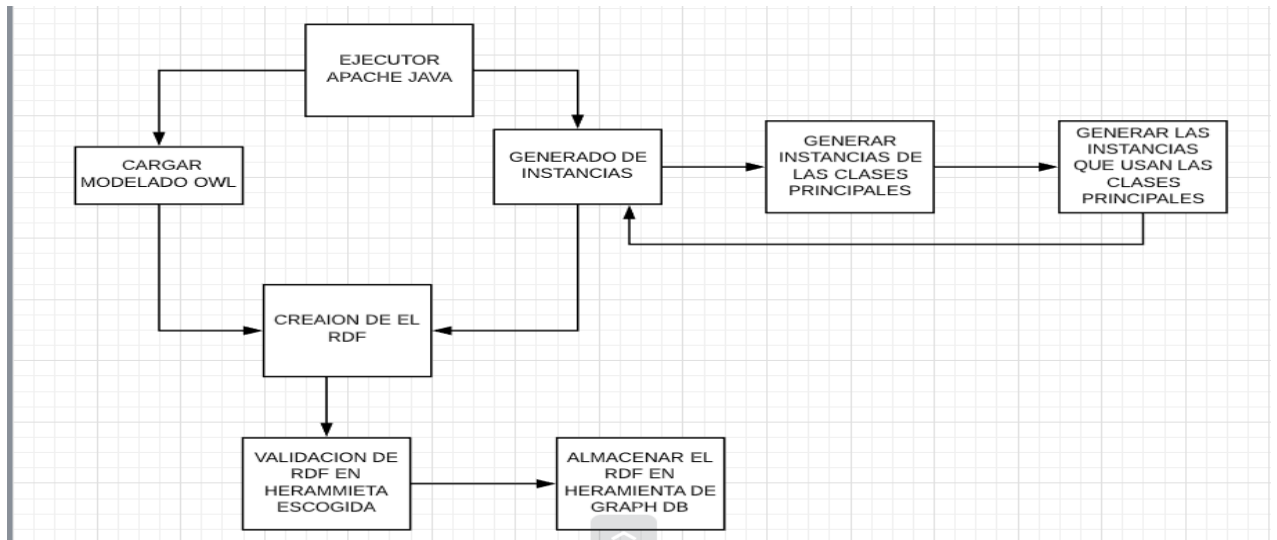 EJECUTOR
APACHE JAVA
CARGAR
MODELADO OWL
GENERADO DE
INSTANCIAS
GENERAR
INSTANCIAS DE
LAS CLASES
PRINCIPALES
GENERAR LAS
INSTANCIAS
QUE USAN LAS
CLASES
PRINCIPALES
CREAION DE EL
RDF
VALIDACION DE
RDF EN
HERAMMIETA
ESCOGIDA
ALMACENAR EL
RDF EN
HERAMIENTA DE
GRAPH DB